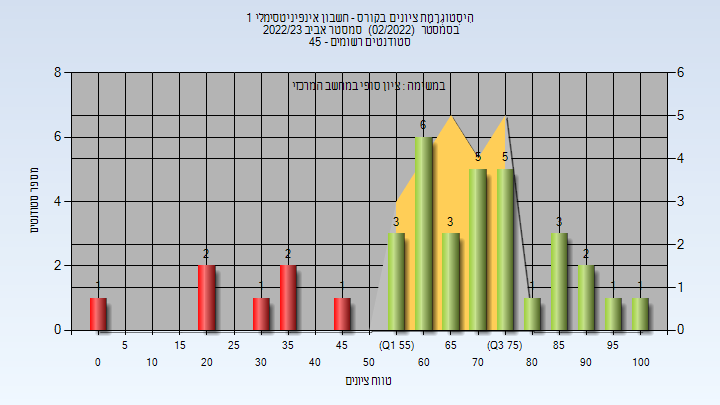 הִיסטוֹגרָמַת ציונים בקורס - חשבון אינפיניטסימלי 1
בסמסטר (02/2022) סמסטר אביב 2022/23
סטודנטים רשומים - 45
במשימה : ציון סופי במחשב המרכזי
8 6 4 2 0
מספר סטודנטים
6 5 4 3 2 1 0
1 2 1 2 1 3 6 3 5 5 1 3 2 1 1
5 15 25 35 45 (Q1 55) 65 (Q3 75) 85 95
0 10 20 30 40 50 60 70 80 90 100
טווח ציונים